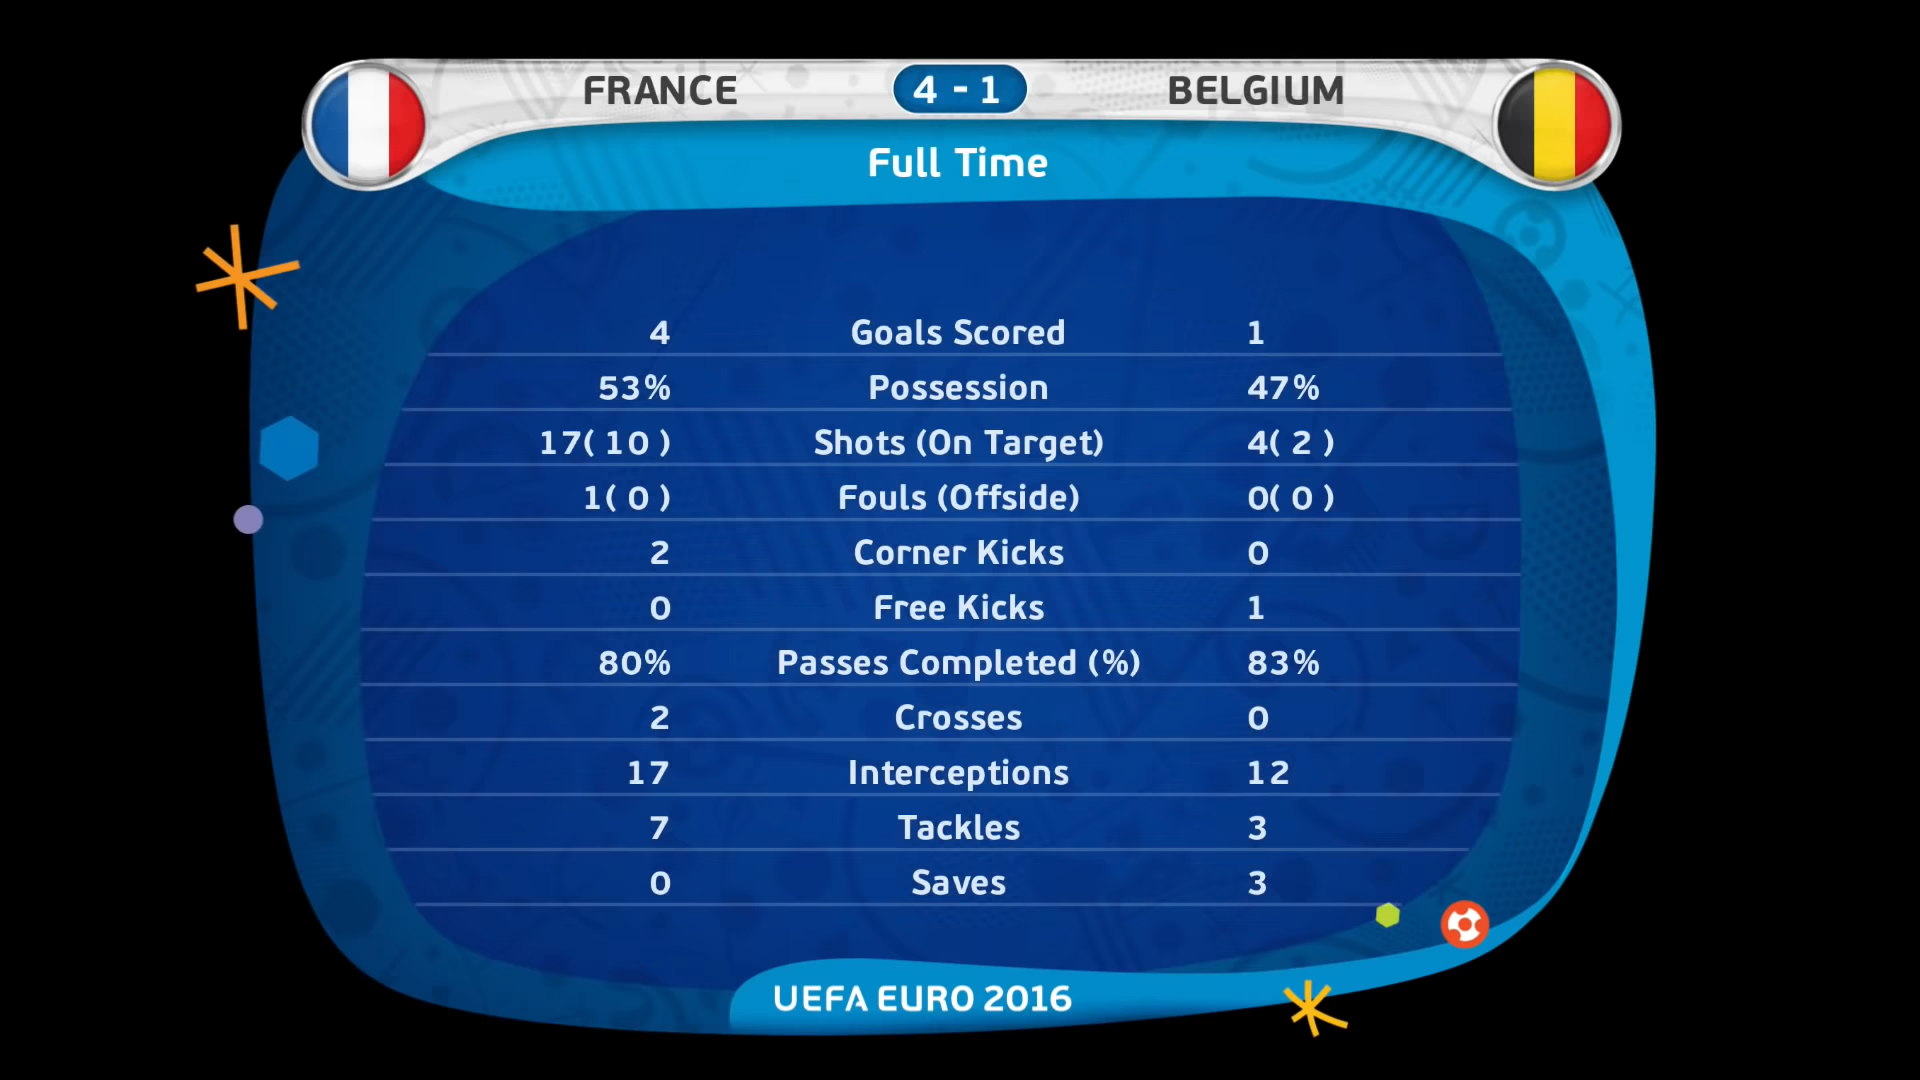 FRANCE 4 - 1 BELGIUM
Full Time
4 Goals Scored 1
53% Possession 47%
17( 10 ) Shots (On Target) 4( 2 )
1( 0 ) Fouls (Offside) 0( 0 )
2 Corner Kicks 0
0 Free Kicks 1
80% Passes Completed (%) 83%
2 Crosses 0
17 Interceptions 12
7 Tackles 3
0 Saves 3
UEFA EURO 2016